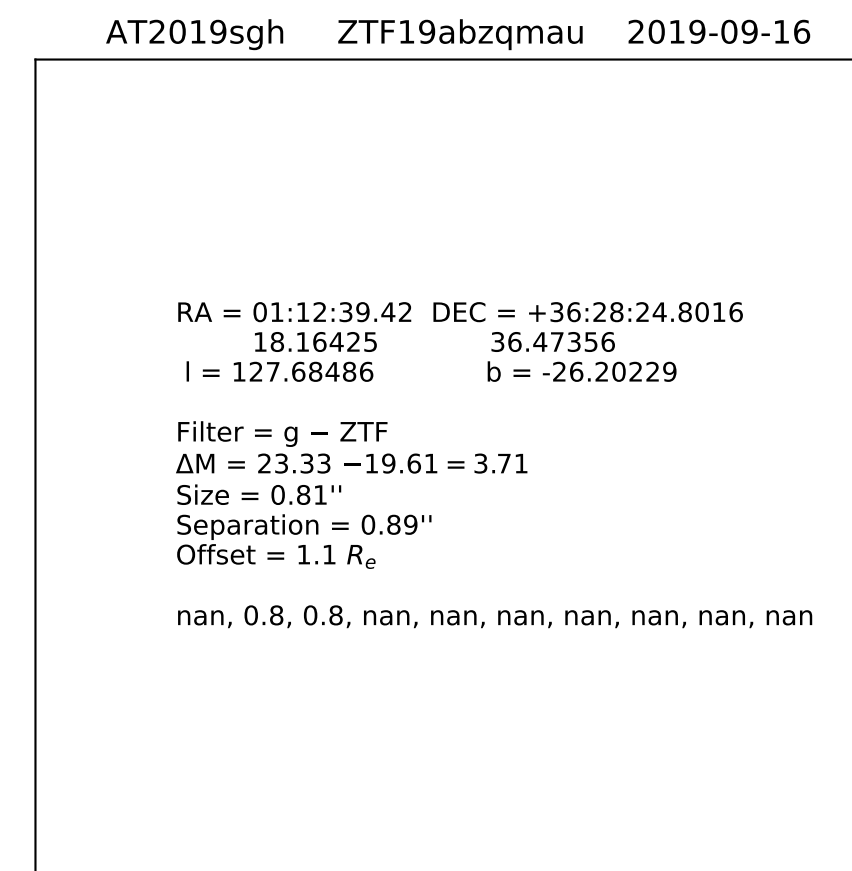 AT2019sgh ZTF19abzqmau 2019-09-16
RA = 01:12:39.42 DEC = +36:28:24.8016
18.16425 36.47356
l = 127.68486 b = -26.20229
Filter = g − ZTF
ΔM = 23.33 −19.61 = 3.71
Size = 0.81''
Separation = 0.89''
Offset = 1.1 Rₑ
nan, 0.8, 0.8, nan, nan, nan, nan, nan, nan, nan